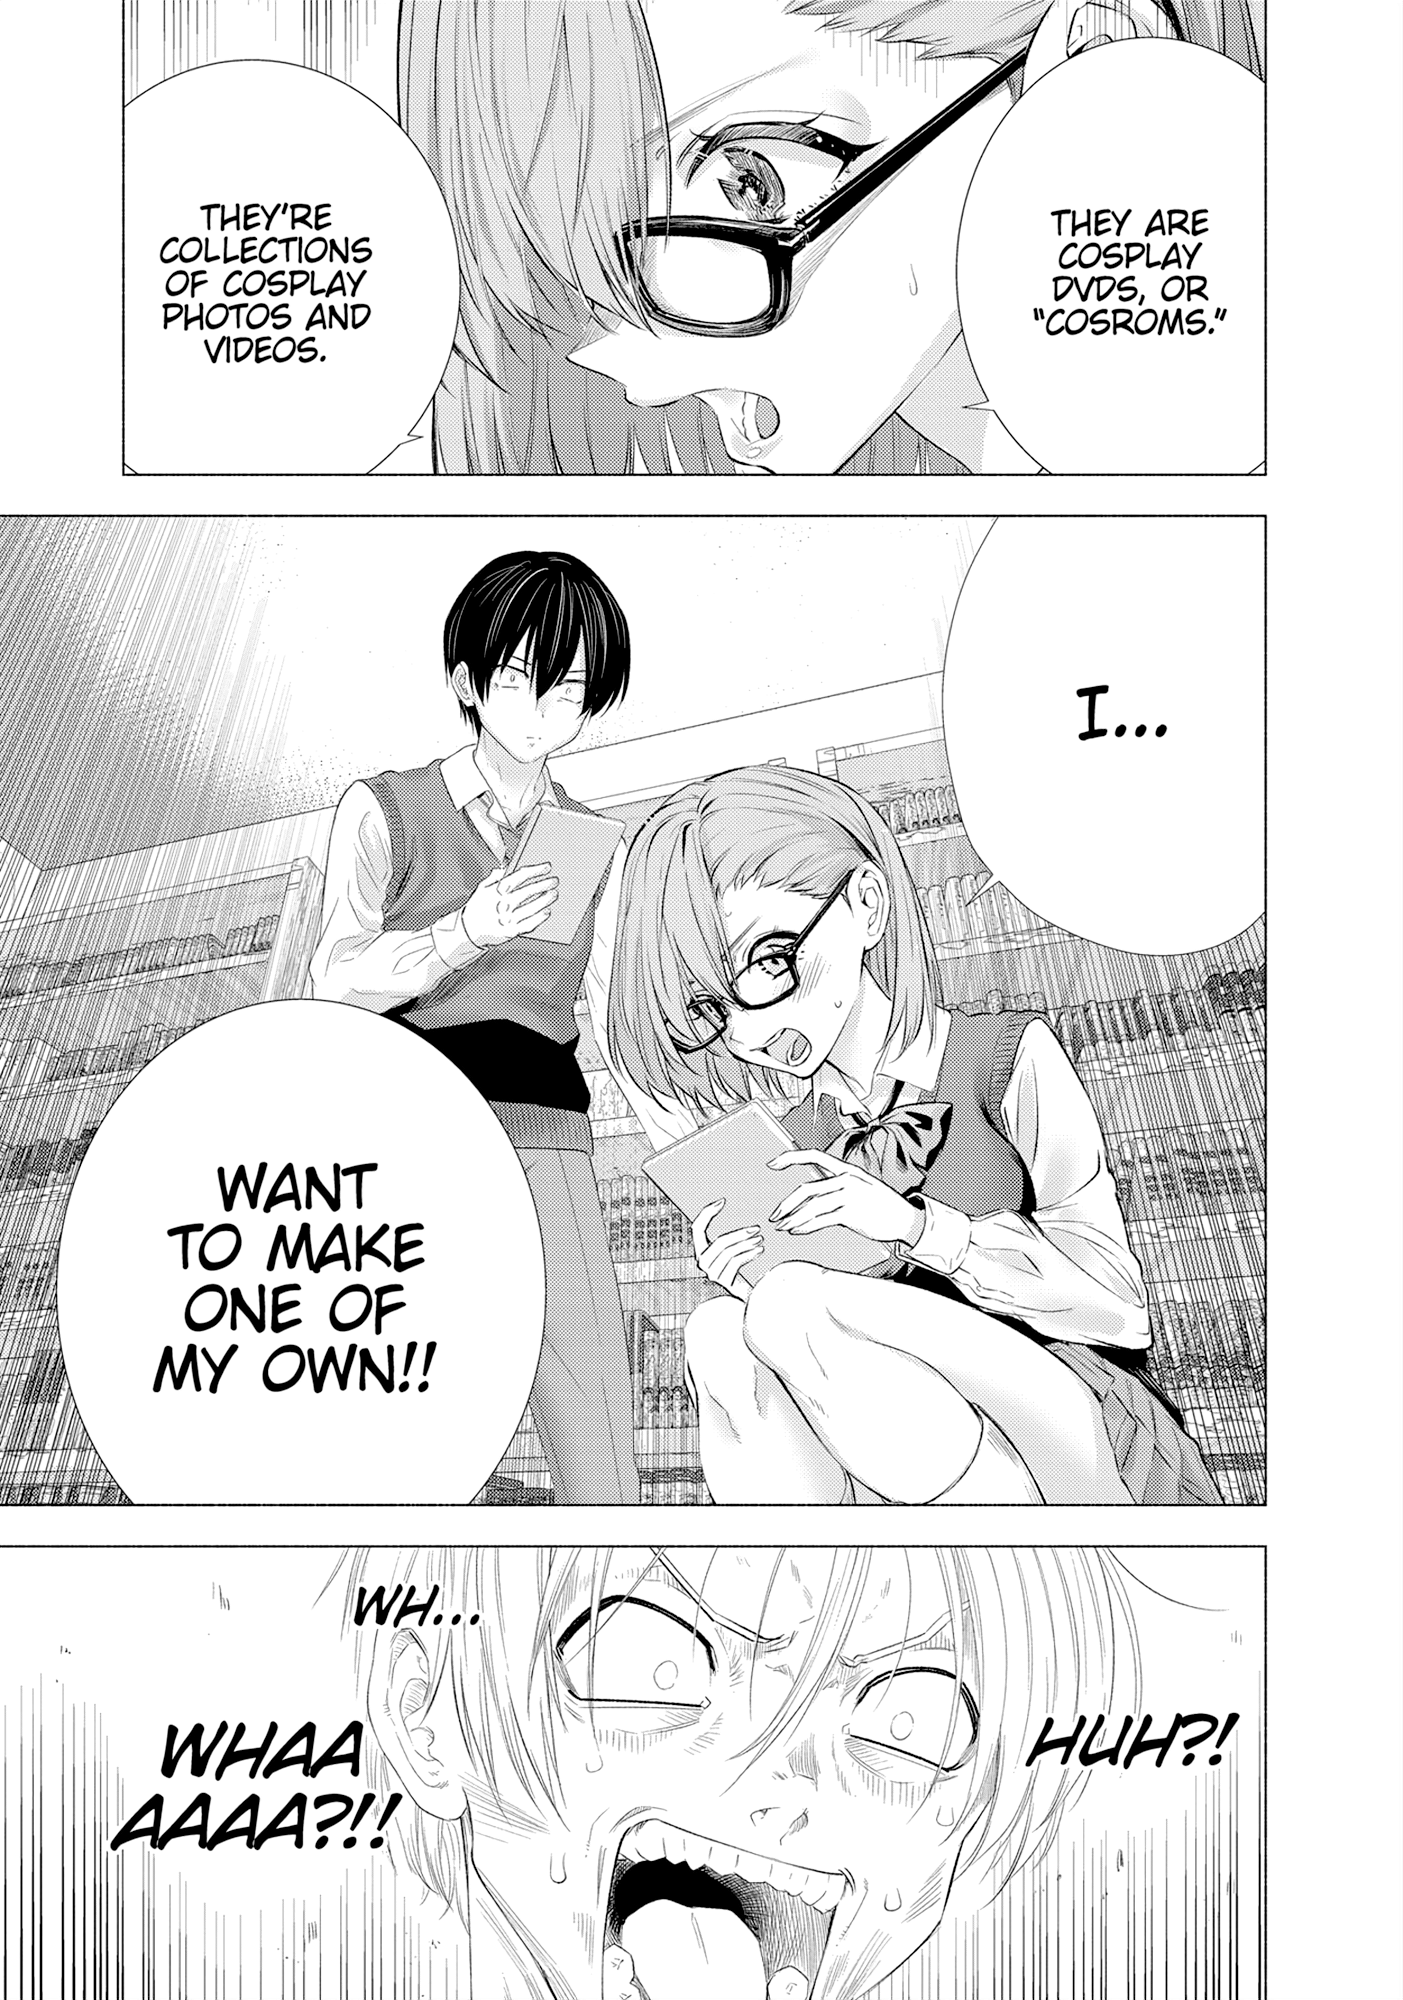 THEY ARE
COSPLAY
DVDS, OR
"COSROMS."
THEY'RE
COLLECTIONS
OF COSPLAY
PHOTOS AND
VIDEOS.
I...
WANT
TO MAKE
ONE OF
MY OWN!!
HUH?!
WH...
WHAA
AAAA?!!